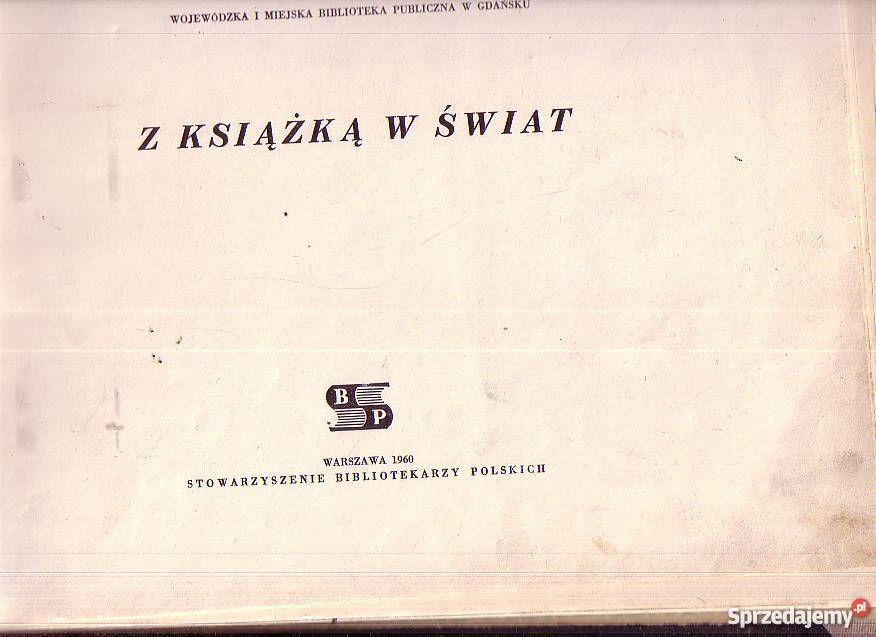 WOJEWÓDZKA I MIEJSKA BIBLIOTEKA PUBLICZNA W GDAŃSKU
Z KSIĄŻKĄ W ŚWIAT
B
P
WARSZAWA 1960
STOWARZYSZENIE BIBLIOTEKARZY POLSKICH
Sprzedajemy.pl